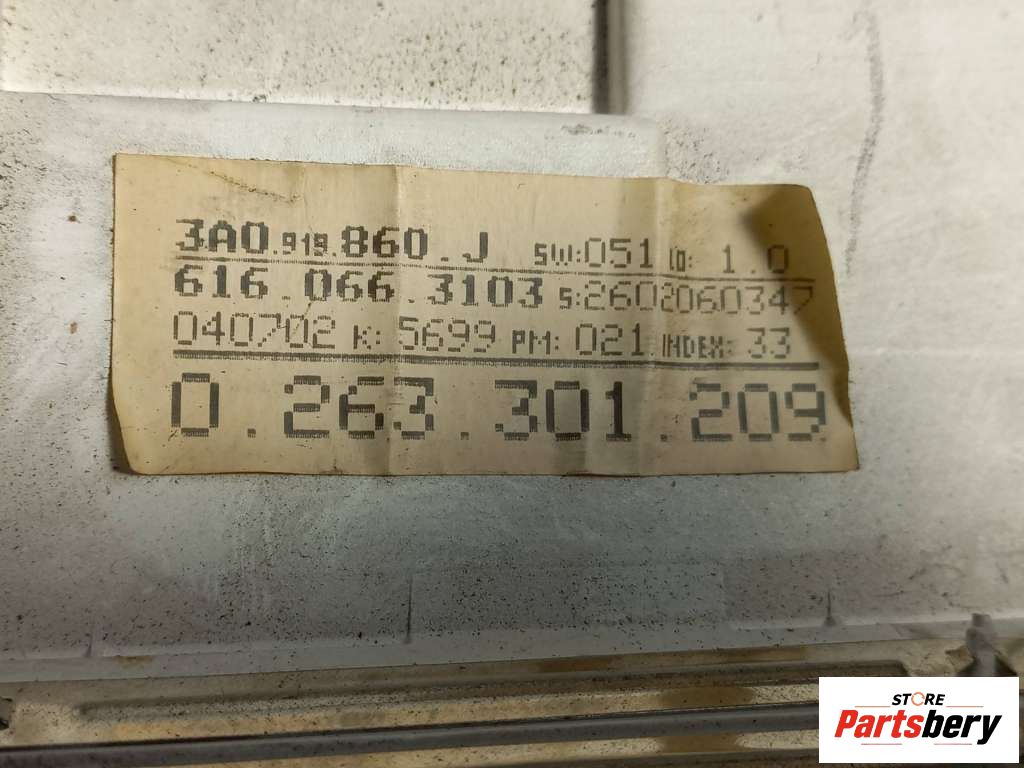 3A0.919.860.J SW:051 LO: 1.0
616.066.3103 S:2602060347
040702 K:5699 PM:021 INDEX:33
0.263.301.209
STORE
Partsbery